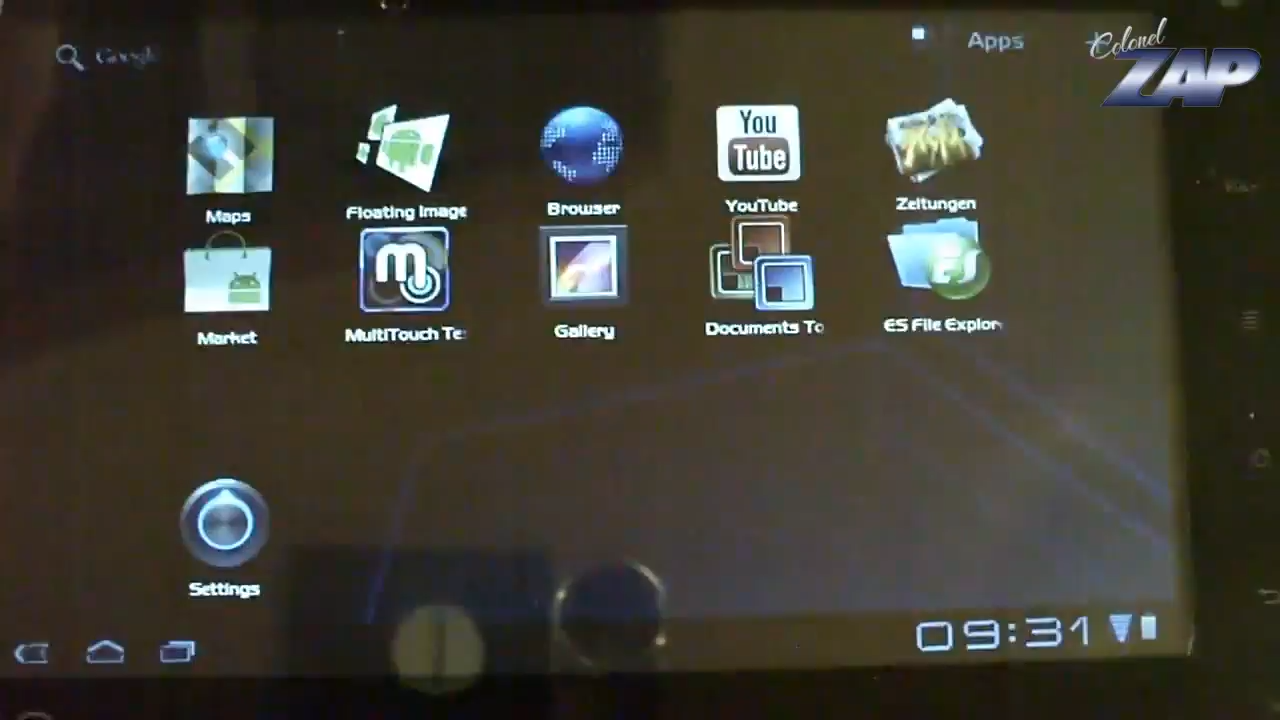 Google
Apps
Colonel
ZAP
You
Tube
Maps
Floating Image
Browser
YouTube
Zeitungen
Market
MultiTouch Te
Gallery
Documents To
ES File Explor
Settings
09:31